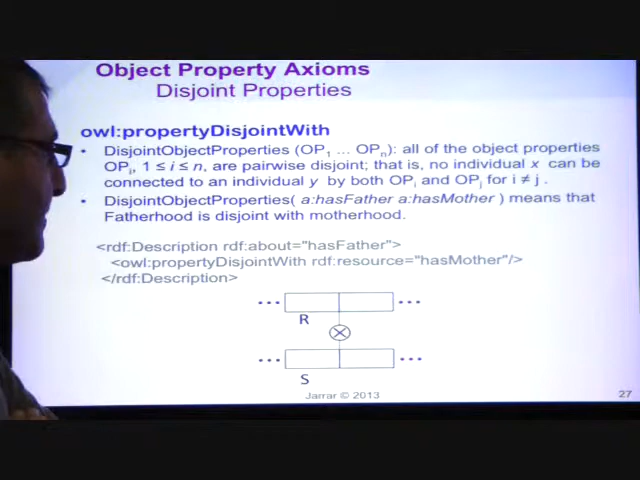 Object Property Axioms
Disjoint Properties
owl:propertyDisjointWith
• DisjointObjectProperties (OP1 … OPn): all of the object properties
OPi, 1 ≤ i ≤ n, are pairwise disjoint; that is, no individual x can be
connected to an individual y by both OPi and OPj for i ≠ j .
• DisjointObjectProperties( a:hasFather a:hasMother ) means that
Fatherhood is disjoint with motherhood.
<rdf:Description rdf:about="hasFather">
<owl:propertyDisjointWith rdf:resource="hasMother"/>
</rdf:Description>
... ...
R
... ...
S
Jarrar © 2013
27